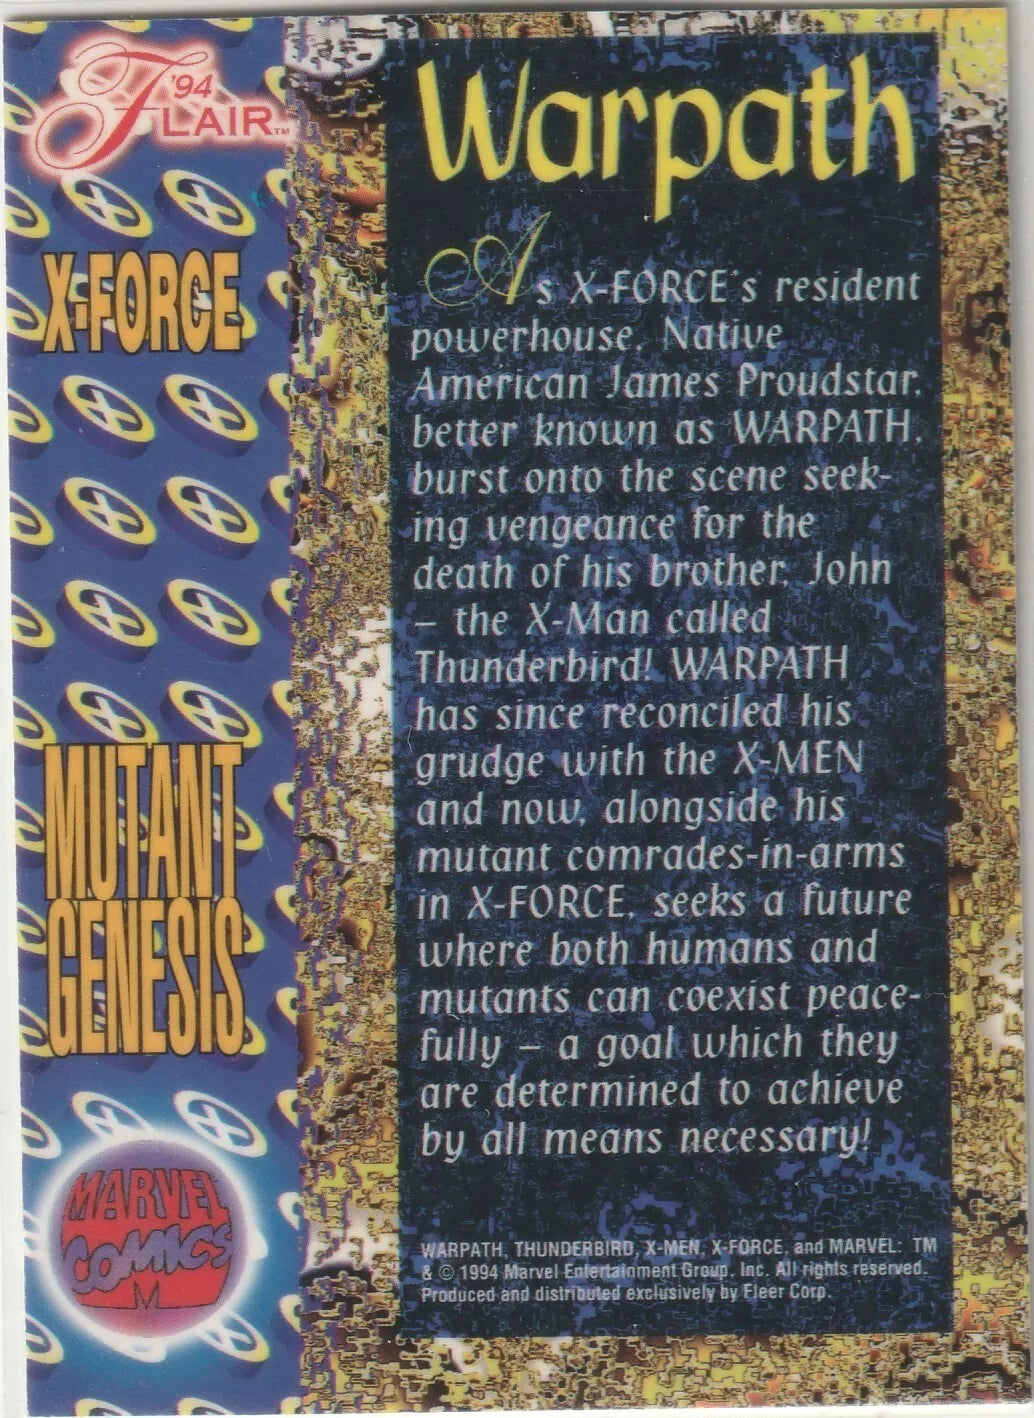 '94
FLAIR™
Warpath
X-FORCE
As X-FORCE's resident
powerhouse, Native
American James Proudstar,
better known as WARPATH,
burst onto the scene seek-
ing vengeance for the
death of his brother, John
– the X-Man called
Thunderbird! WARPATH
has since reconciled his
grudge with the X-MEN
and now, alongside his
mutant comrades-in-arms
in X-FORCE, seeks a future
where both humans and
mutants can coexist peace-
fully – a goal which they
are determined to achieve
by all means necessary!
MUTANT
GENESIS
MARVEL
COMICS
M
WARPATH, THUNDERBIRD, X-MEN, X-FORCE, and MARVEL: TM
& © 1994 Marvel Entertainment Group, Inc. All rights reserved.
Produced and distributed exclusively by Fleer Corp.